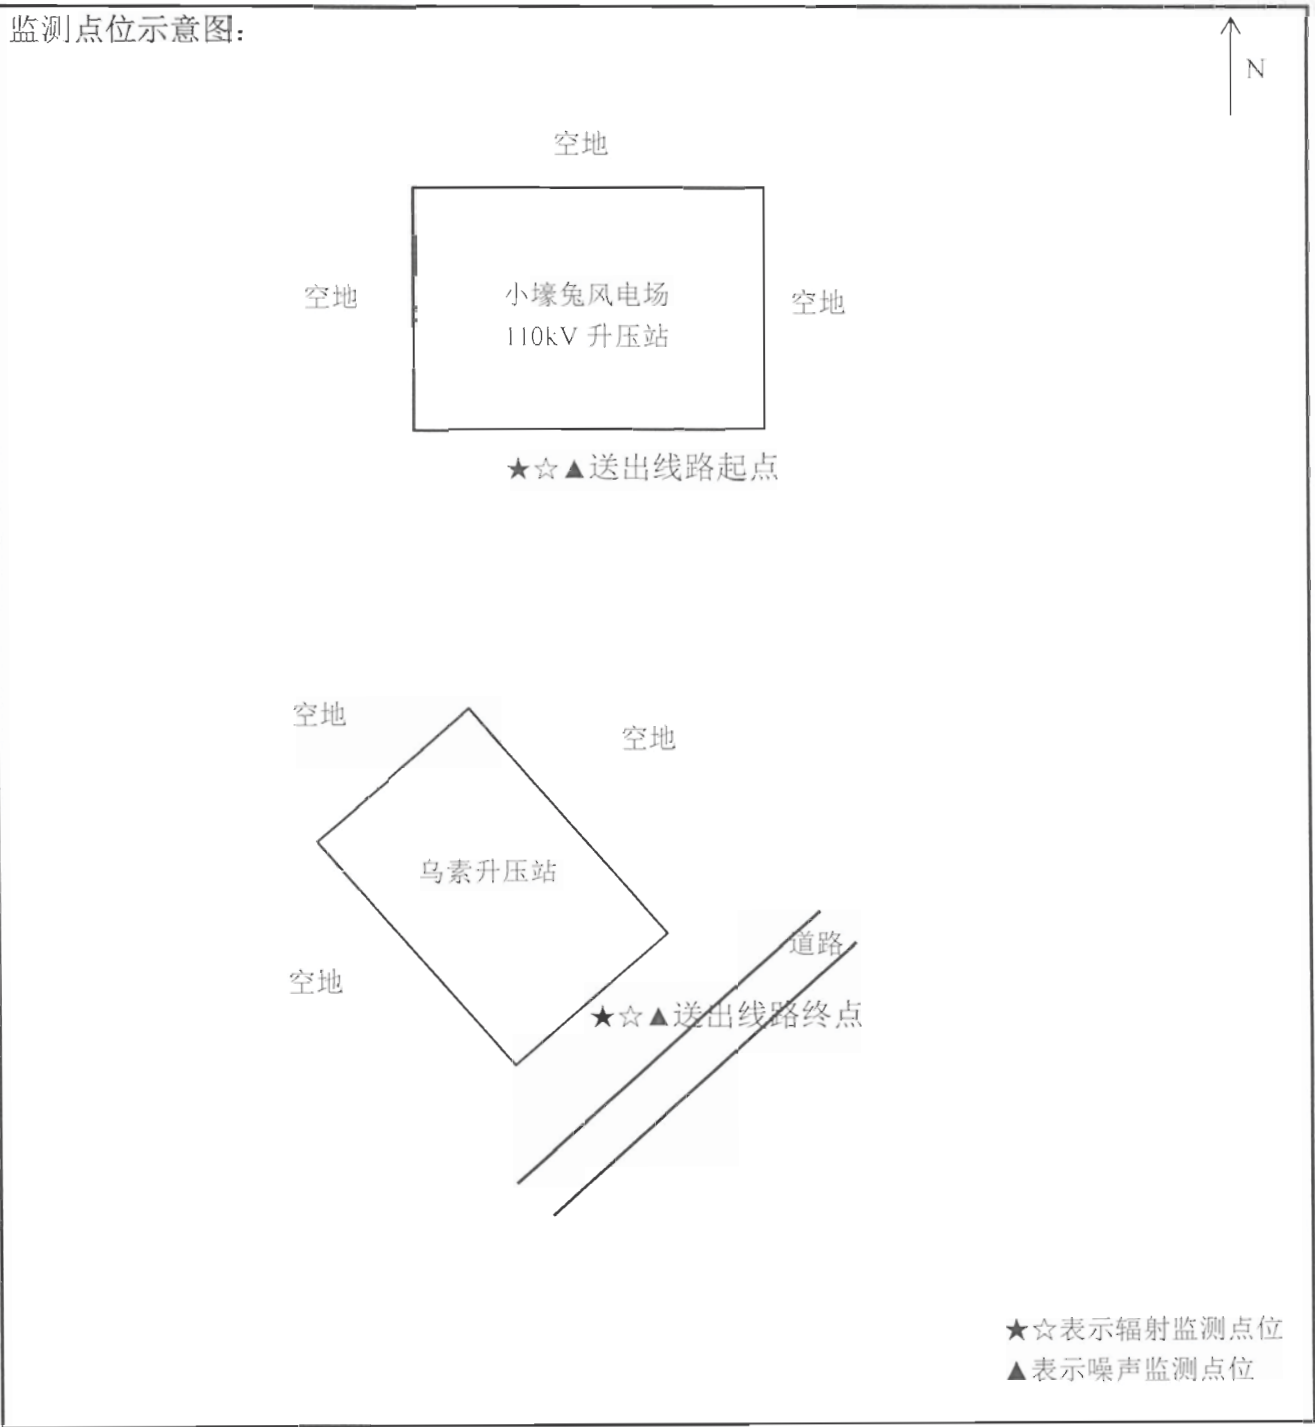 监测点位示意图：
N
空地
空地
小壕兔风电场
110kV 升压站
空地
★☆▲送出线路起点
空地
空地
乌素升压站
道路
空地
★☆▲送出线路终点
★☆表示辐射监测点位
▲表示噪声监测点位